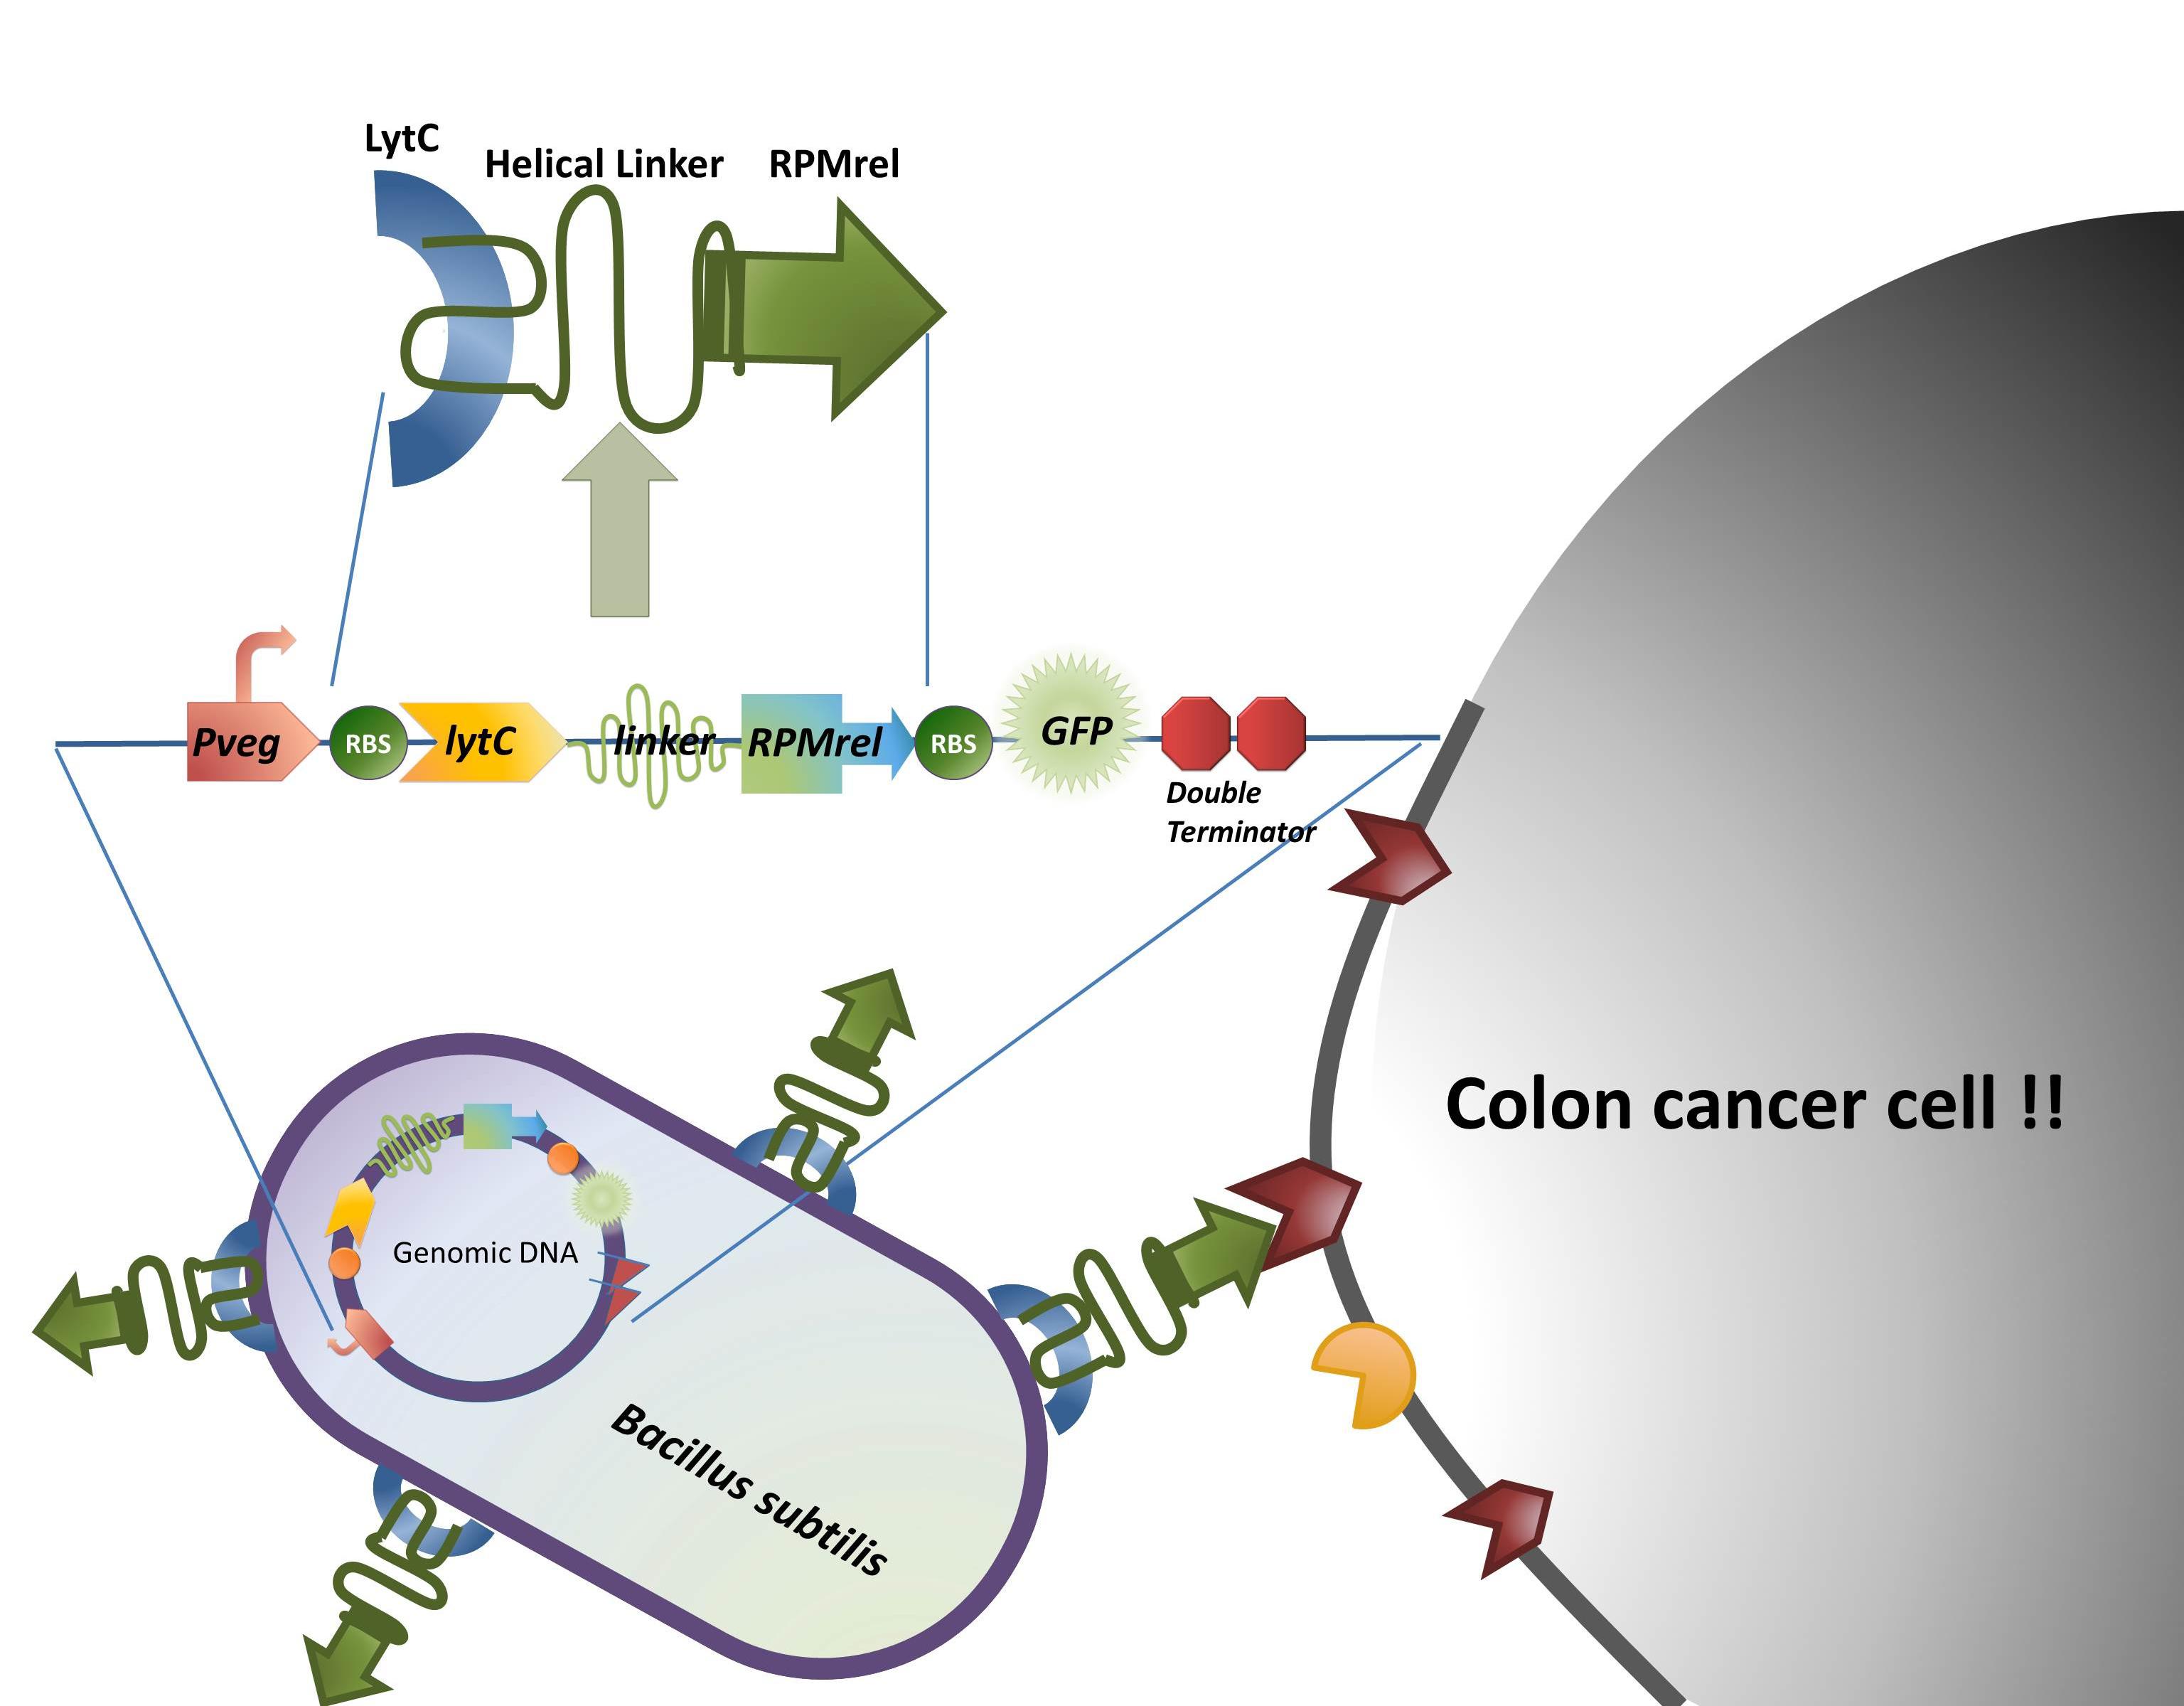 LytC
Helical Linker
RPMrel
Pveg
RBS
lytC
linker
RPMrel
RBS
GFP
Double
Terminator
Colon cancer cell !!
Genomic DNA
Bacillus subtilis